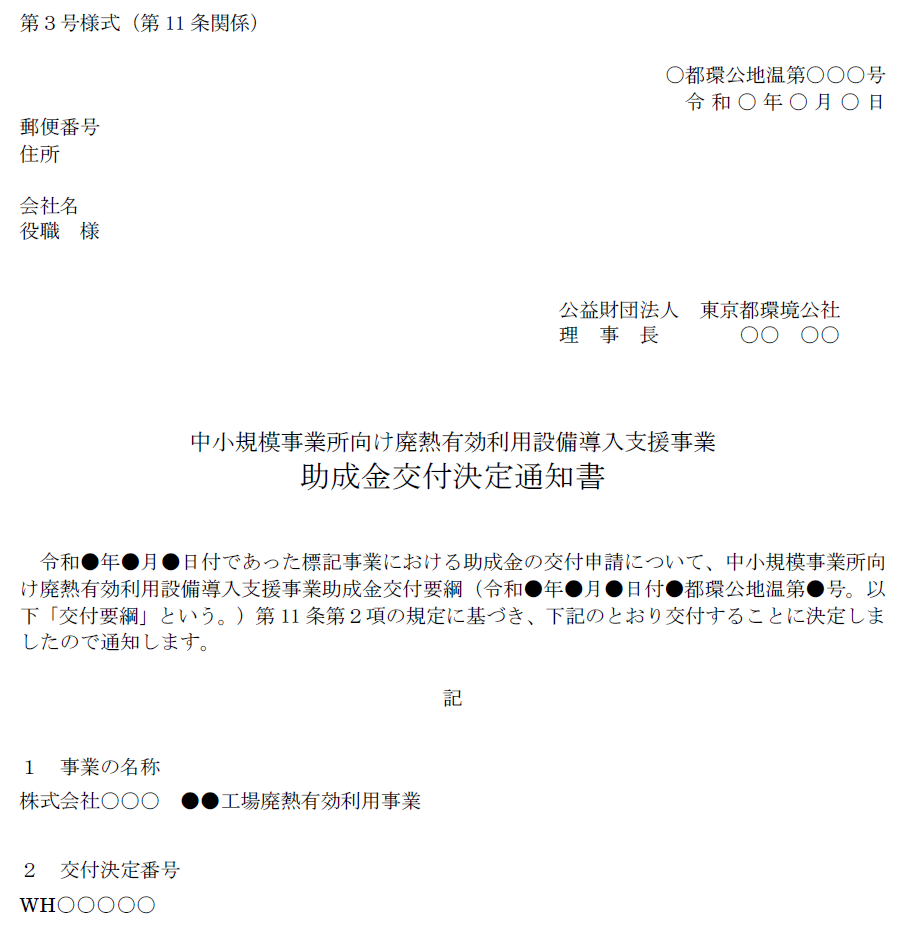 第３号様式（第 11 条関係）
〇都環公地温第〇〇〇号
令 和 〇 年 〇 月 〇 日
郵便番号
住所
会社名
役職　様
公益財団法人　東京都環境公社
理　事　長　　　　〇〇　〇〇
中小規模事業所向け廃熱有効利用設備導入支援事業
助成金交付決定通知書
令和●年●月●日付であった標記事業における助成金の交付申請について、中小規模事業所向
け廃熱有効利用設備導入支援事業助成金交付要綱（令和●年●月●日付●都環公地温第●号。以
下「交付要綱」という。）第 11 条第２項の規定に基づき、下記のとおり交付することに決定しま
したので通知します。
記
１　事業の名称
株式会社〇〇〇　●●工場廃熱有効利用事業
２　交付決定番号
WH〇〇〇〇〇